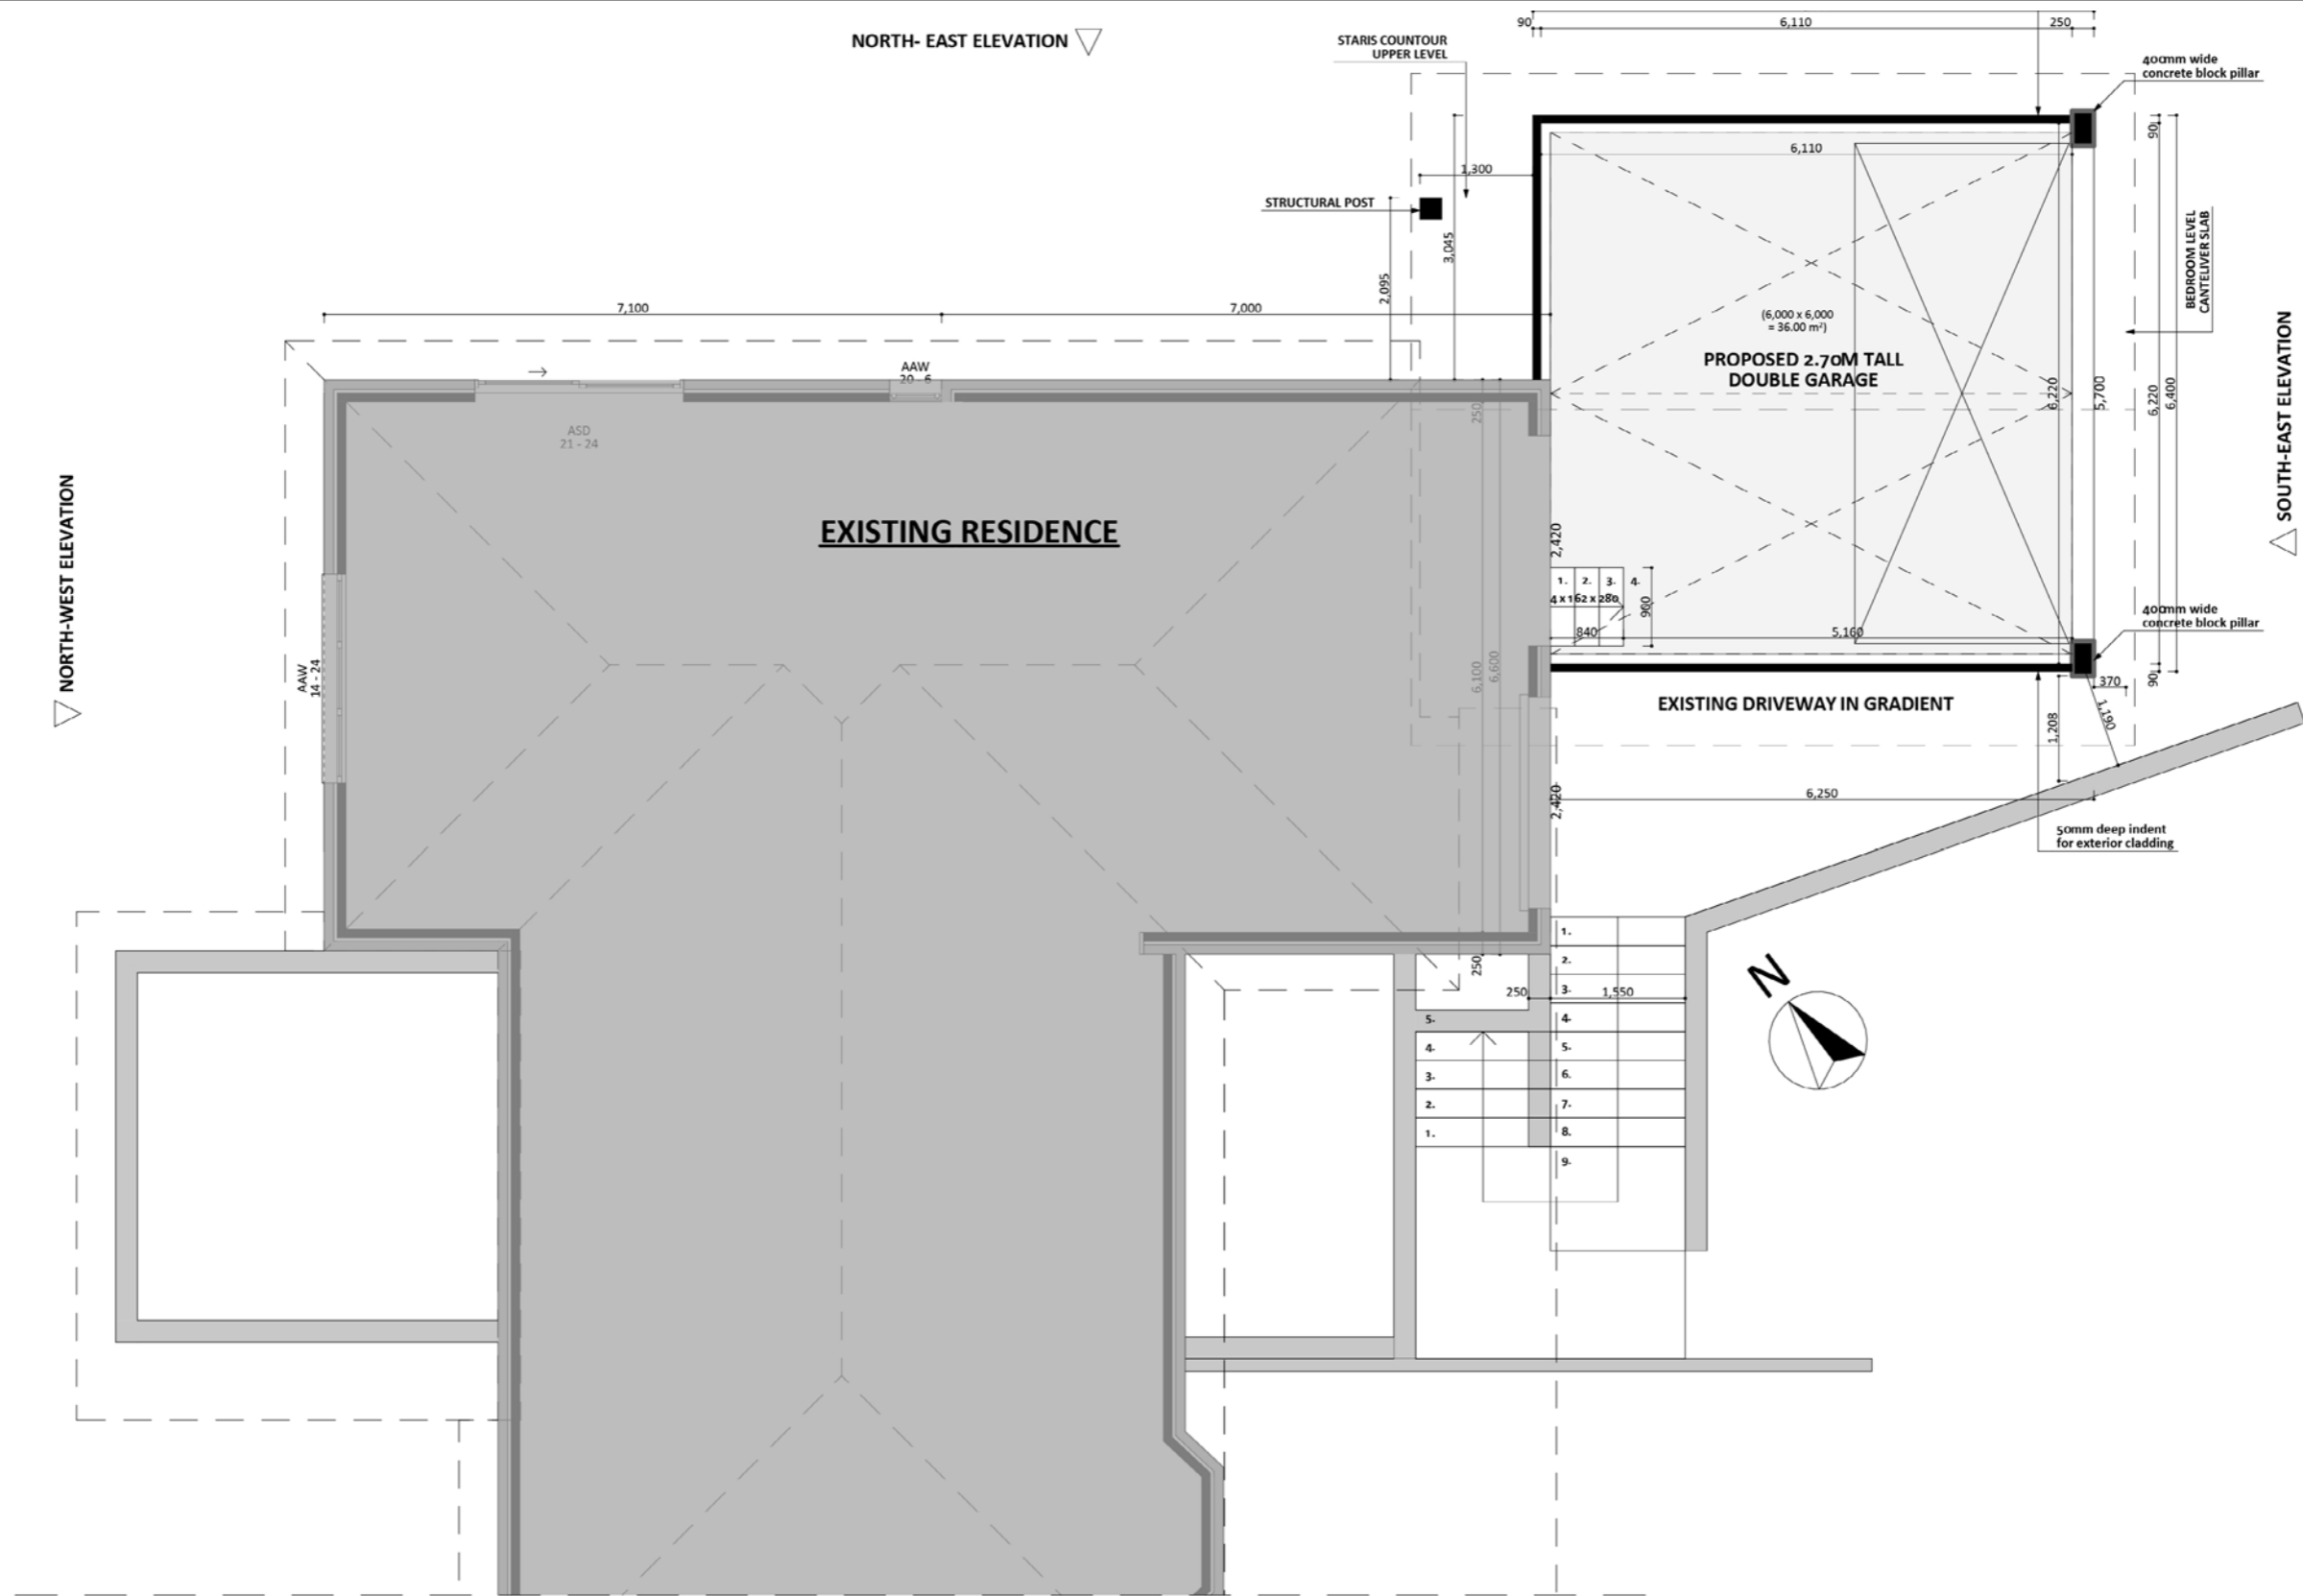 90
6,110
250
NORTH- EAST ELEVATION
STARIS COUNTOUR
UPPER LEVEL
400mm wide
concrete block pillar
90
6,110
1,300
STRUCTURAL POST
3,045
2,095
BEDROOM LEVEL
CANTELIVER SLAB
7,100
7,000
(6,000 x 6,000
= 36.00 m²)
PROPOSED 2.70M TALL
DOUBLE GARAGE
6,220
5,700
6,220
6,400
SOUTH-EAST ELEVATION
AAW
20 - 6
ASD
21 - 24
250
EXISTING RESIDENCE
NORTH-WEST ELEVATION
2,420
1.
2.
3.
4.
4 x 162 x 280
900
840
5,160
400mm wide
concrete block pillar
AAW
14 - 24
6,100
6,600
90
370
EXISTING DRIVEWAY IN GRADIENT
1,190
1,208
2,420
6,250
50mm deep indent
for exterior cladding
1.
2.
250
3.
250
1,550
N
5.
4.
4.
5.
3.
6.
2.
7.
1.
8.
9.